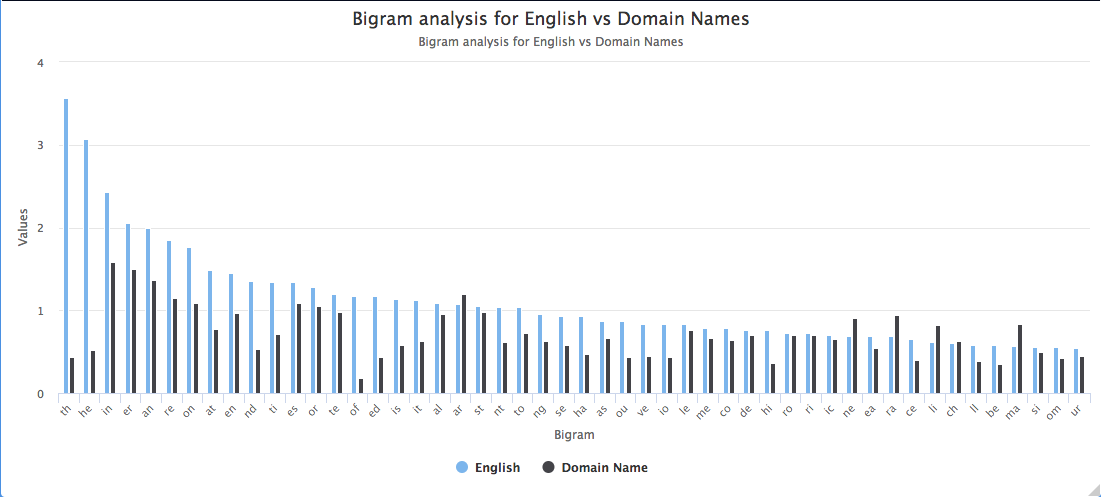 Bigram analysis for English vs Domain Names
Bigram analysis for English vs Domain Names
4
3
2
1
0
Values
th he in er an re on at en nd ti es or te of ed is it al ar st nt to ng se ha as ou ve io le me co de hi ro ri ic ne ea ra ce li ch ll be ma si om ur
Bigram
English Domain Name